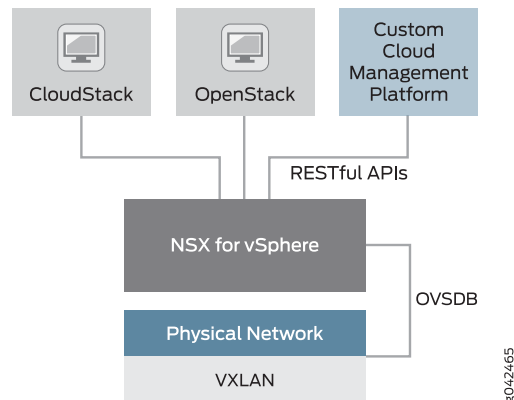 CloudStack
OpenStack
Custom
Cloud
Management
Platform
RESTful APIs
NSX for vSphere
OVSDB
Physical Network
VXLAN
g042465